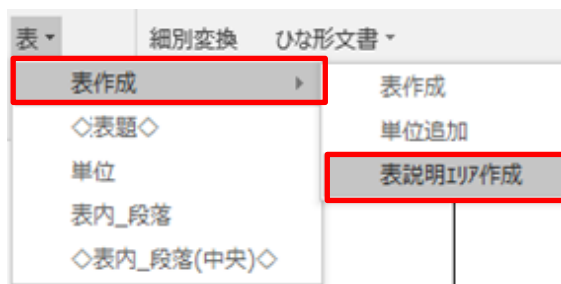 表 細別変換 ひな形文書
表作成 表作成
◇表題◇ 単位追加
単位 表説明ｴﾘｱ作成
表内_段落
◇表内_段落(中央)◇